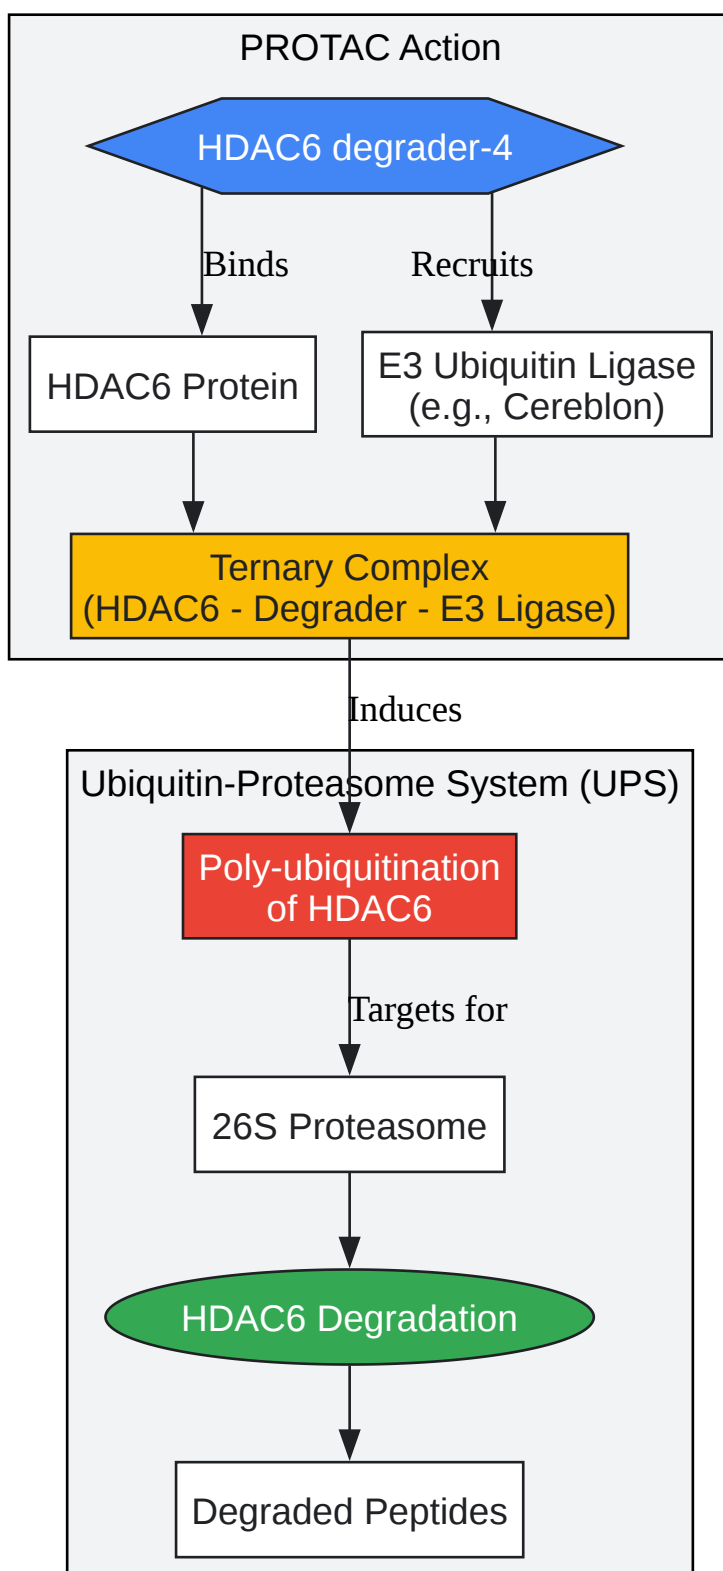 PROTAC Action
HDAC6 degrader-4
Binds
Recruits
HDAC6 Protein
E3 Ubiquitin Ligase
(e.g., Cereblon)
Ternary Complex
(HDAC6 - Degrader - E3 Ligase)
Induces
Ubiquitin-Proteasome System (UPS)
Poly-ubiquitination
of HDAC6
Targets for
26S Proteasome
HDAC6 Degradation
Degraded Peptides